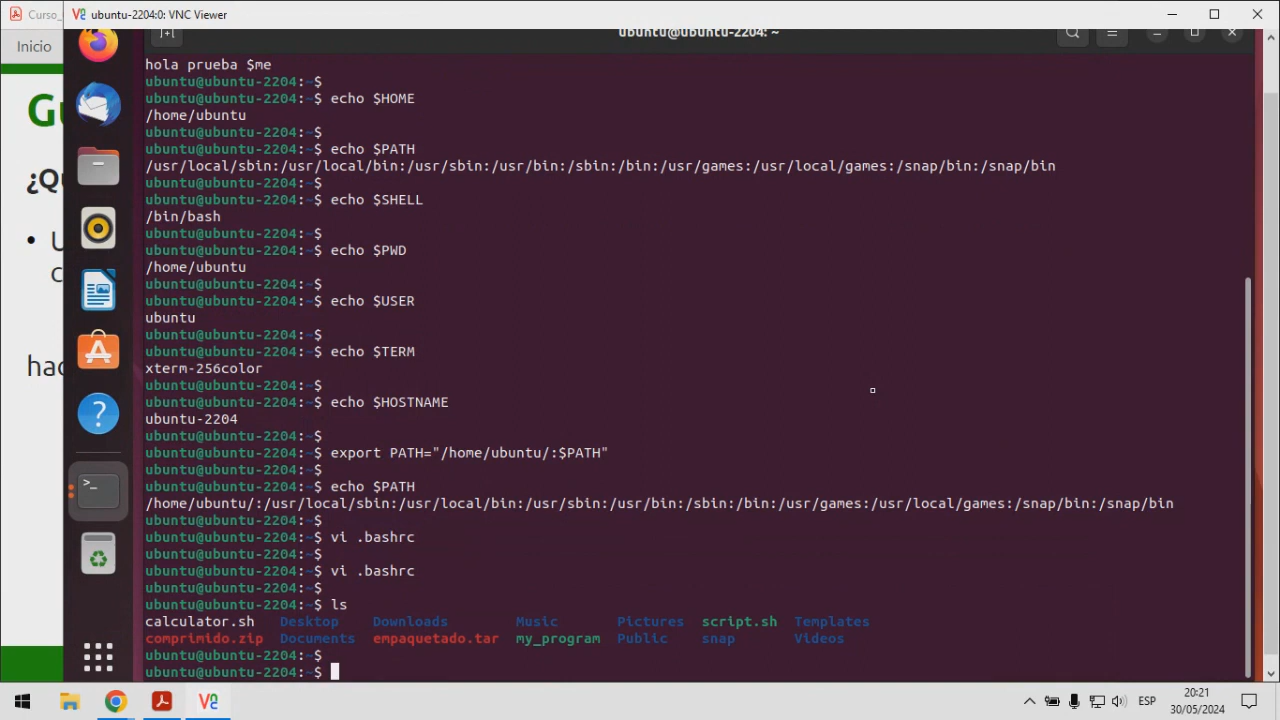 Curso_
ubuntu-2204:0: VNC Viewer
Inicio
ubuntu@ubuntu-2204: ~
hola prueba $me
ubuntu@ubuntu-2204:~$
ubuntu@ubuntu-2204:~$ echo $HOME
/home/ubuntu
ubuntu@ubuntu-2204:~$
ubuntu@ubuntu-2204:~$ echo $PATH
/usr/local/sbin:/usr/local/bin:/usr/sbin:/usr/bin:/sbin:/bin:/usr/games:/usr/local/games:/snap/bin:/snap/bin
ubuntu@ubuntu-2204:~$
ubuntu@ubuntu-2204:~$ echo $SHELL
/bin/bash
ubuntu@ubuntu-2204:~$
ubuntu@ubuntu-2204:~$ echo $PWD
/home/ubuntu
ubuntu@ubuntu-2204:~$
ubuntu@ubuntu-2204:~$ echo $USER
ubuntu
ubuntu@ubuntu-2204:~$
ubuntu@ubuntu-2204:~$ echo $TERM
xterm-256color
ubuntu@ubuntu-2204:~$
ubuntu@ubuntu-2204:~$ echo $HOSTNAME
ubuntu-2204
ubuntu@ubuntu-2204:~$
ubuntu@ubuntu-2204:~$ export PATH="/home/ubuntu/:$PATH"
ubuntu@ubuntu-2204:~$
ubuntu@ubuntu-2204:~$ echo $PATH
/home/ubuntu/:/usr/local/sbin:/usr/local/bin:/usr/sbin:/usr/bin:/sbin:/bin:/usr/games:/usr/local/games:/snap/bin:/snap/bin
ubuntu@ubuntu-2204:~$
ubuntu@ubuntu-2204:~$ vi .bashrc
ubuntu@ubuntu-2204:~$
ubuntu@ubuntu-2204:~$ vi .bashrc
ubuntu@ubuntu-2204:~$
ubuntu@ubuntu-2204:~$ ls
calculator.sh Desktop Downloads Music Pictures script.sh Templates
comprimido.zip Documents empaquetado.tar my_program Public snap Videos
ubuntu@ubuntu-2204:~$
ubuntu@ubuntu-2204:~$
ESP
20:21
30/05/2024